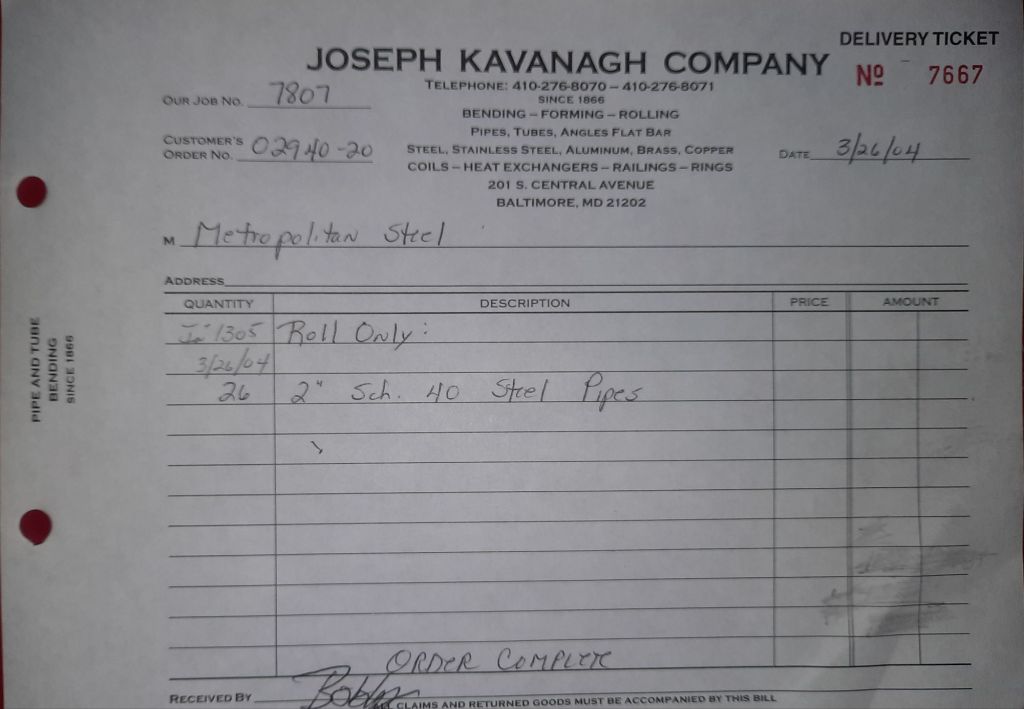 DELIVERY TICKET
JOSEPH KAVANAGH COMPANY
Nº 7667
TELEPHONE: 410-276-8070 – 410-276-8071
SINCE 1866
OUR JOB NO. 7807
BENDING – FORMING – ROLLING
PIPES, TUBES, ANGLES FLAT BAR
CUSTOMER'S ORDER NO. 02940-20
STEEL, STAINLESS STEEL, ALUMINUM, BRASS, COPPER
DATE 3/26/04
COILS – HEAT EXCHANGERS – RAILINGS – RINGS
201 S. CENTRAL AVENUE
BALTIMORE, MD 21202
M Metropolitan Steel
ADDRESS
QUANTITY DESCRIPTION PRICE AMOUNT
1305 Roll Only:
3/26/04
26 2" Sch. 40 Steel Pipes
PIPE AND TUBE
BENDING
SINCE 1866
ORDER COMPLETE
RECEIVED BY
CLAIMS AND RETURNED GOODS MUST BE ACCOMPANIED BY THIS BILL